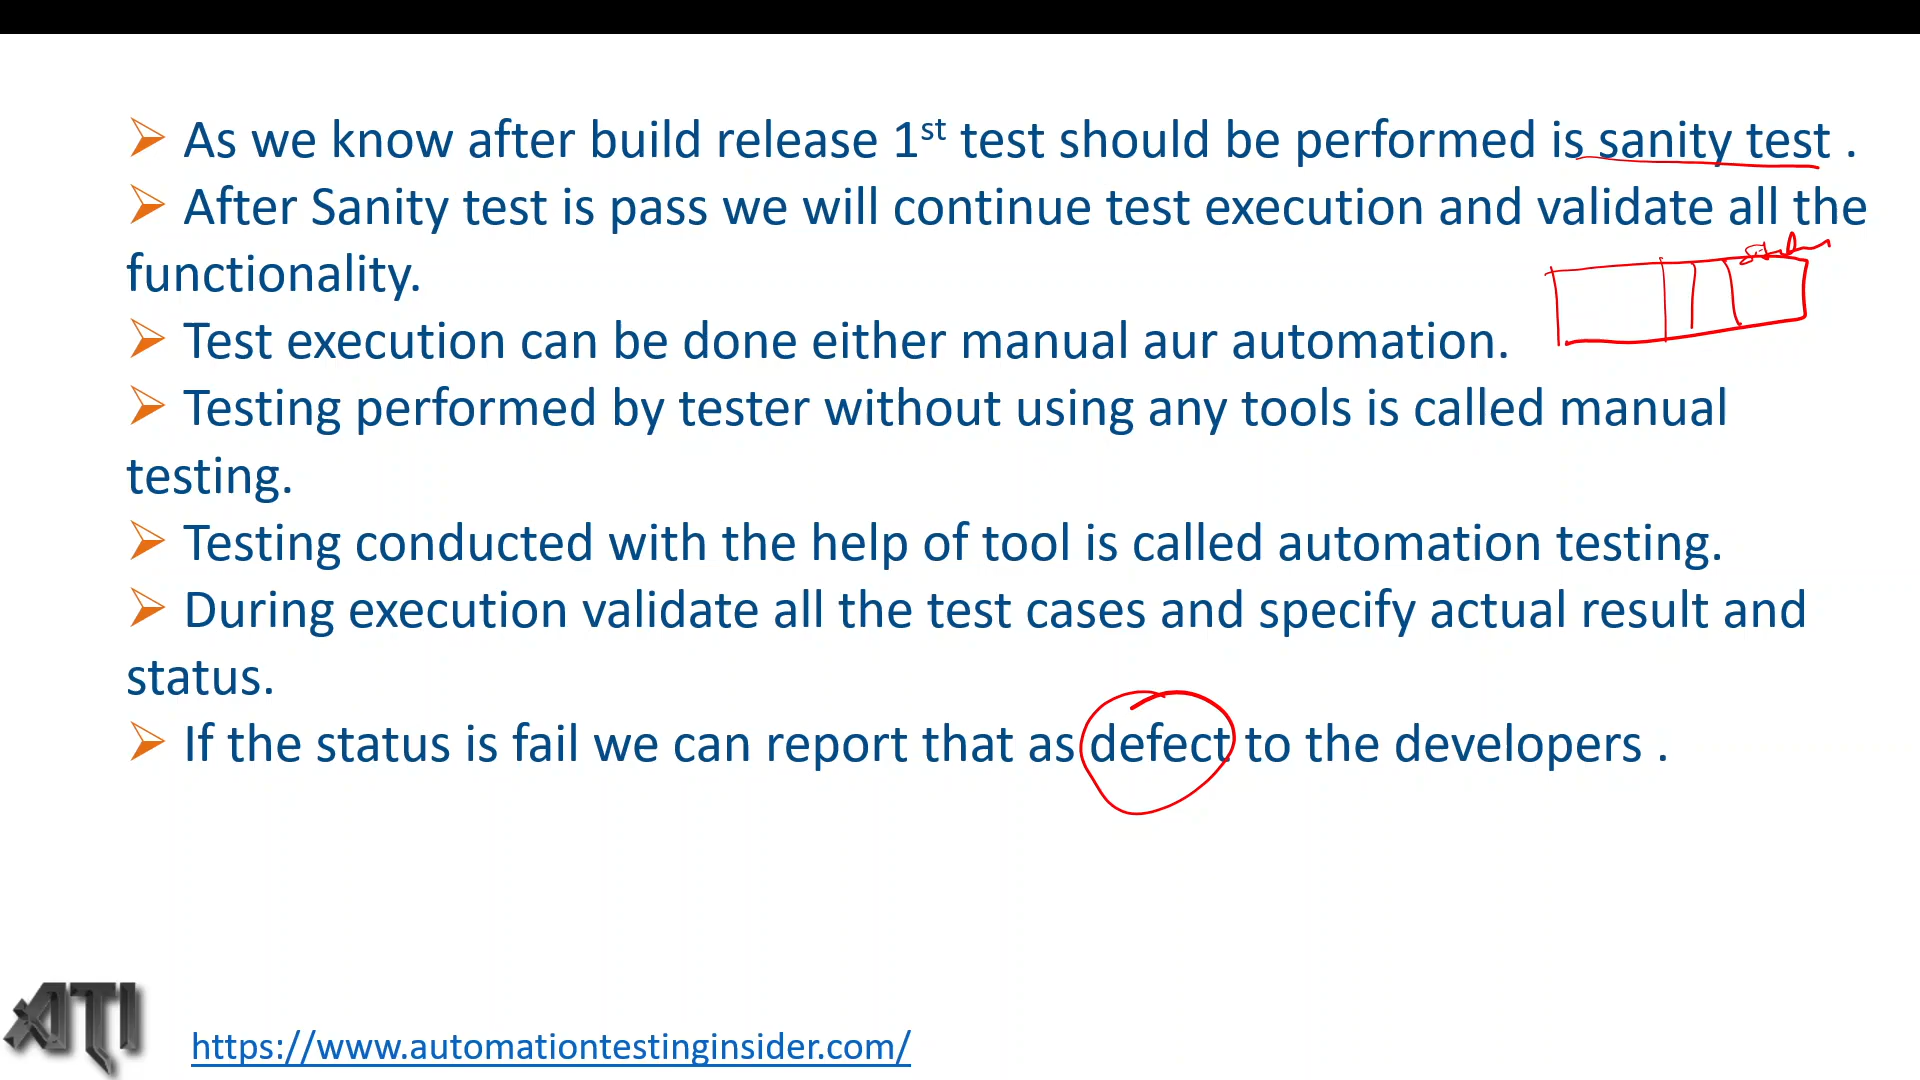 ➢ As we know after build release 1st test should be performed is sanity test .
➢ After Sanity test is pass we will continue test execution and validate all the
functionality.
➢ Test execution can be done either manual aur automation.
➢ Testing performed by tester without using any tools is called manual
testing.
➢ Testing conducted with the help of tool is called automation testing.
➢ During execution validate all the test cases and specify actual result and
status.
➢ If the status is fail we can report that as defect to the developers .
ATI
https://www.automationtestinginsider.com/